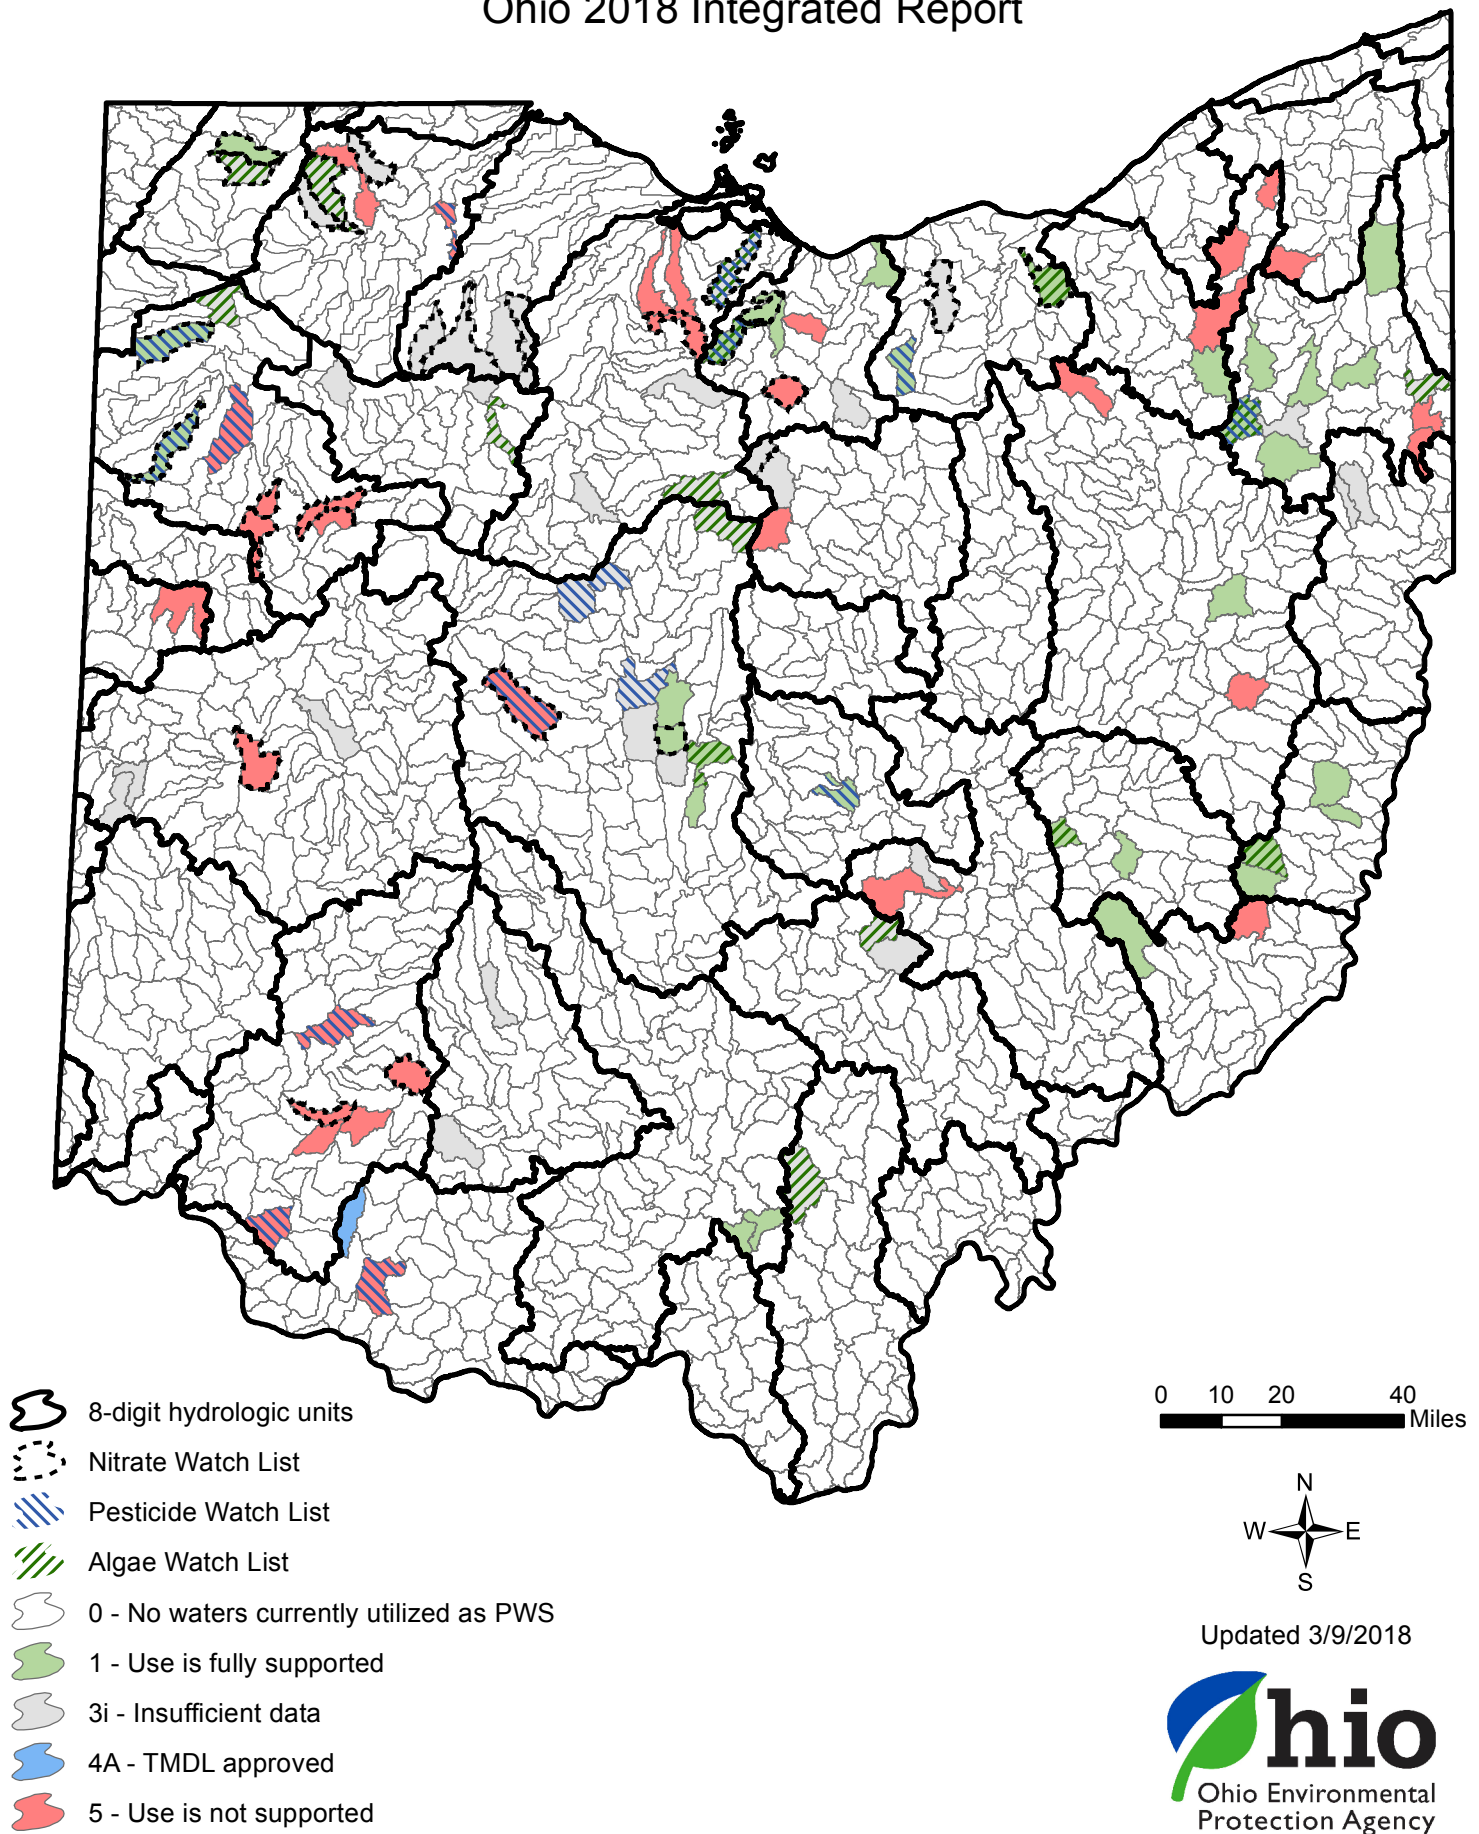 Ohio 2018 Integrated Report
8-digit hydrologic units
Nitrate Watch List
Pesticide Watch List
Algae Watch List
0 - No waters currently utilized as PWS
1 - Use is fully supported
3i - Insufficient data
4A - TMDL approved
5 - Use is not supported
0 10 20 40
Miles
N
W E
S
Updated 3/9/2018
Ohio
Ohio Environmental
Protection Agency